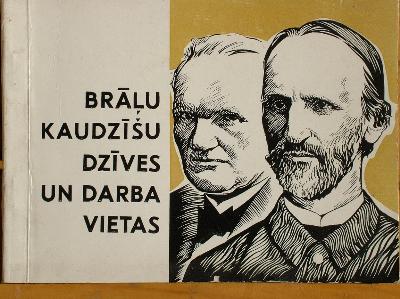 BRĀĻU
KAUDZĪŠU
DZĪVES
UN DARBA
VIETAS